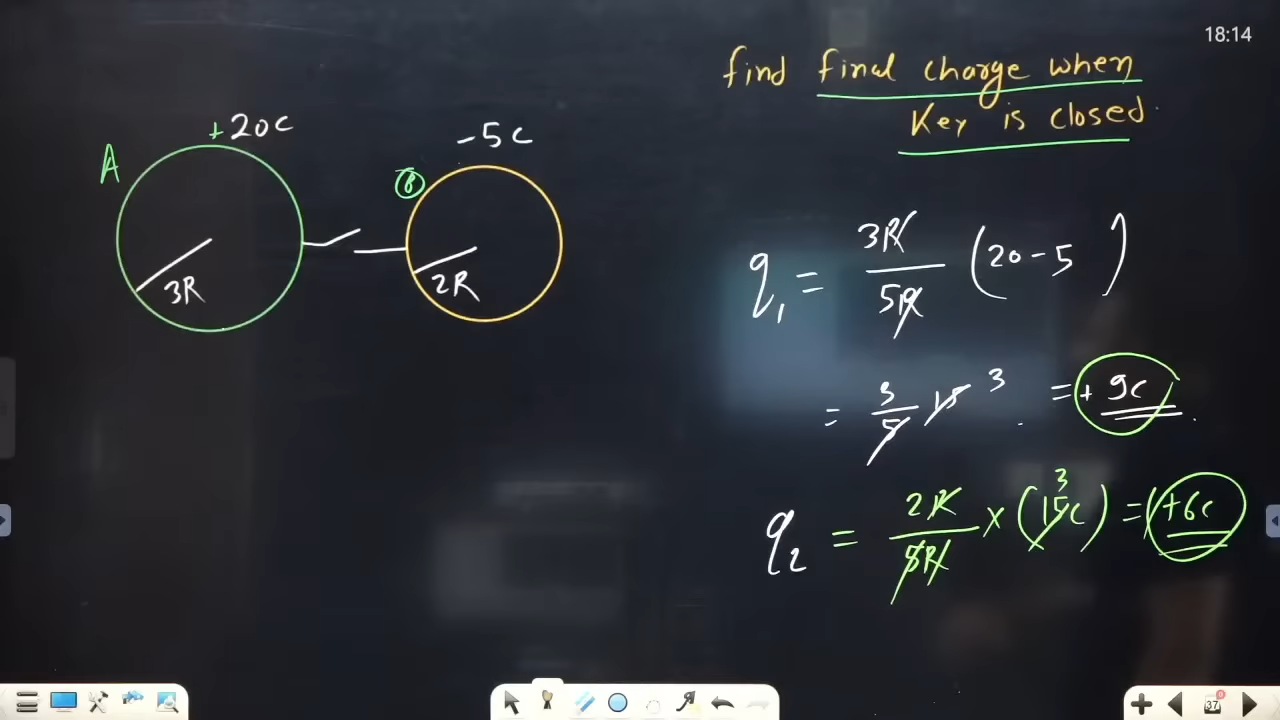 18:14
find final charge when
Key is closed
A
+20C
B
-5C
3R
2R
q₁ = 3R/5R (20-5)
= 3/5 15 3 = +9C
q₂ = 2R/5R × (15C) 3 = +6C
37